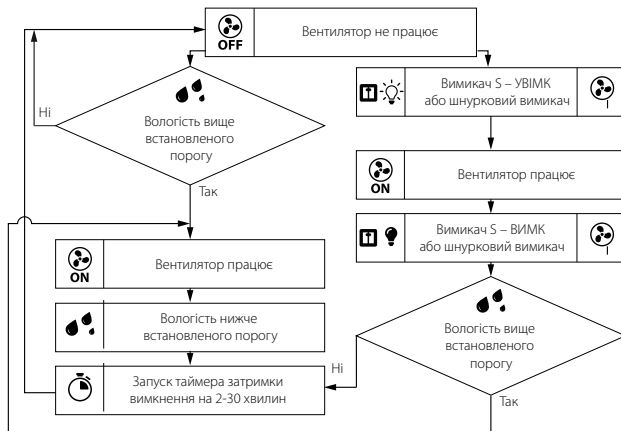 OFF
Вентилятор не працює
Ні
Вологість вище
встановленого
порогу
Так
ON
Вентилятор працює
Вологість нижче
встановленого порогу
Запуск таймера затримки
вимкнення на 2-30 хвилин
Вимикач S – УВІМК
або шнурковий вимикач
ON
Вентилятор працює
Вимикач S – ВИМК
або шнурковий вимикач
Вологість вище
встановленого
порогу
Ні
Так